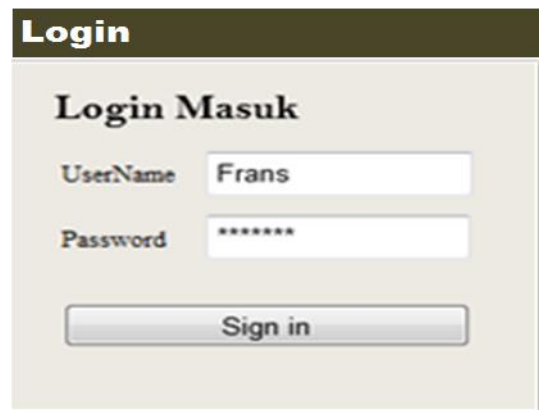 Login
Login Masuk
UserName Frans
Password *******
Sign in